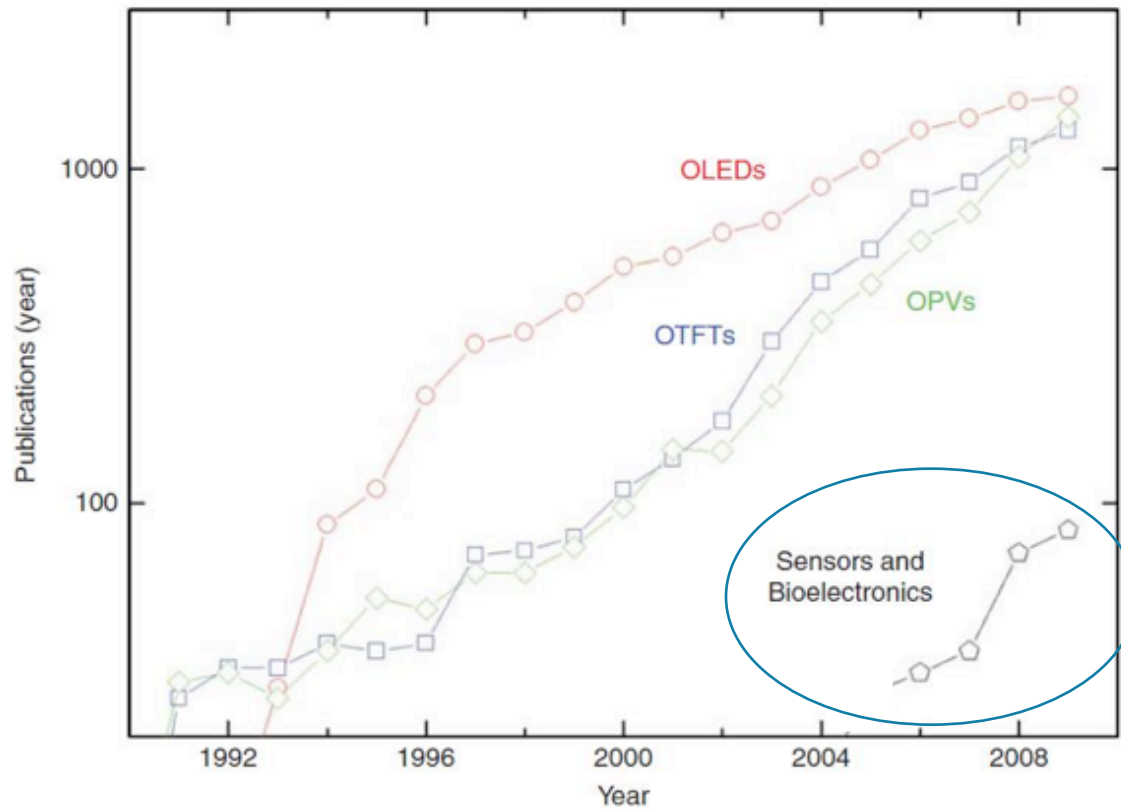 1000
OLEDs
OPVs
OTFTs
Publications (year)
100
Sensors and
Bioelectronics
1992
1996
2000
2004
2008
Year